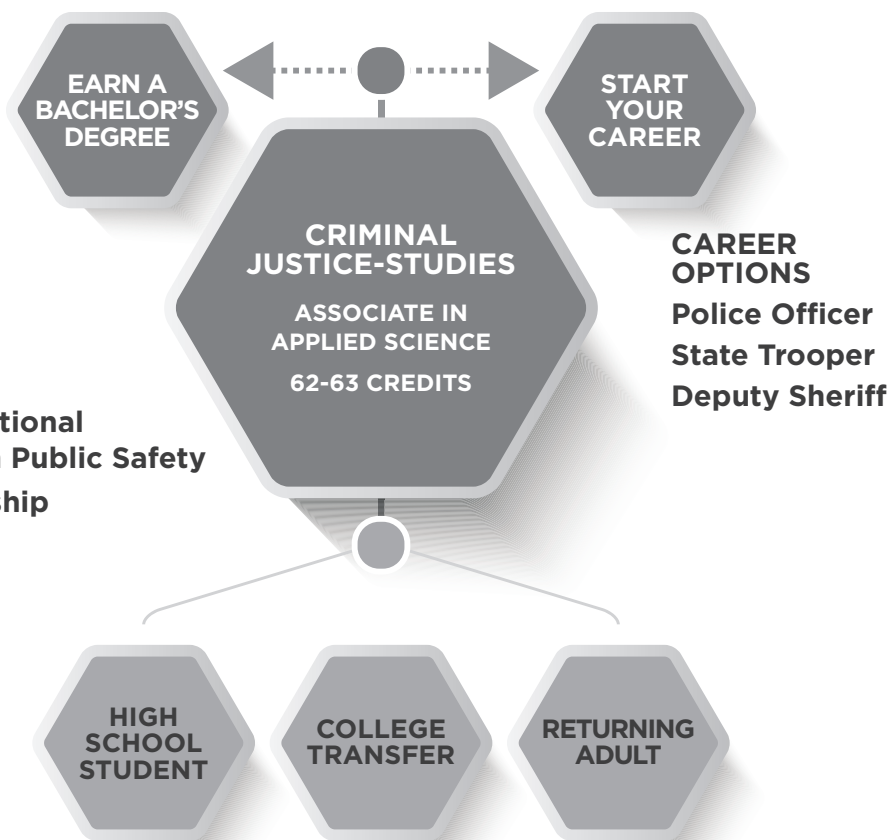 EARN A
BACHELOR'S
DEGREE
START
YOUR
CAREER
CRIMINAL
JUSTICE-STUDIES
ASSOCIATE IN
APPLIED SCIENCE
62-63 CREDITS
CAREER
OPTIONS
Police Officer
State Trooper
Deputy Sheriff
Public Safety
HIGH
SCHOOL
STUDENT
COLLEGE
TRANSFER
RETURNING
ADULT